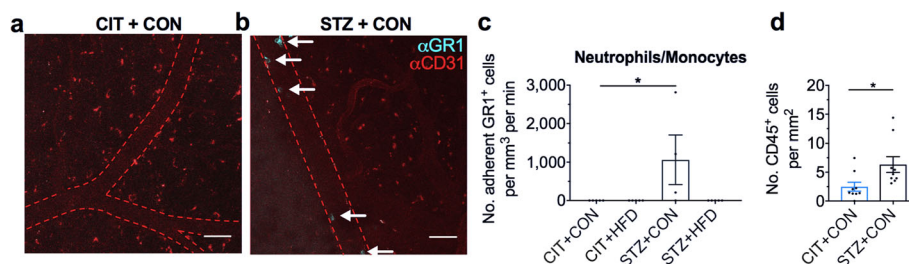 a CIT + CON
b STZ + CON
αGR1
αCD31
c
Neutrophils/Monocytes
No. adherent GR1⁺ cells
per mm³ per min
3,000
2,000
1,000
0
*
CIT+CON
CIT+HFD
STZ+CON
STZ+HFD
d
No. CD45⁺ cells
per mm²
20
15
10
5
0
*
CIT+CON
STZ+CON